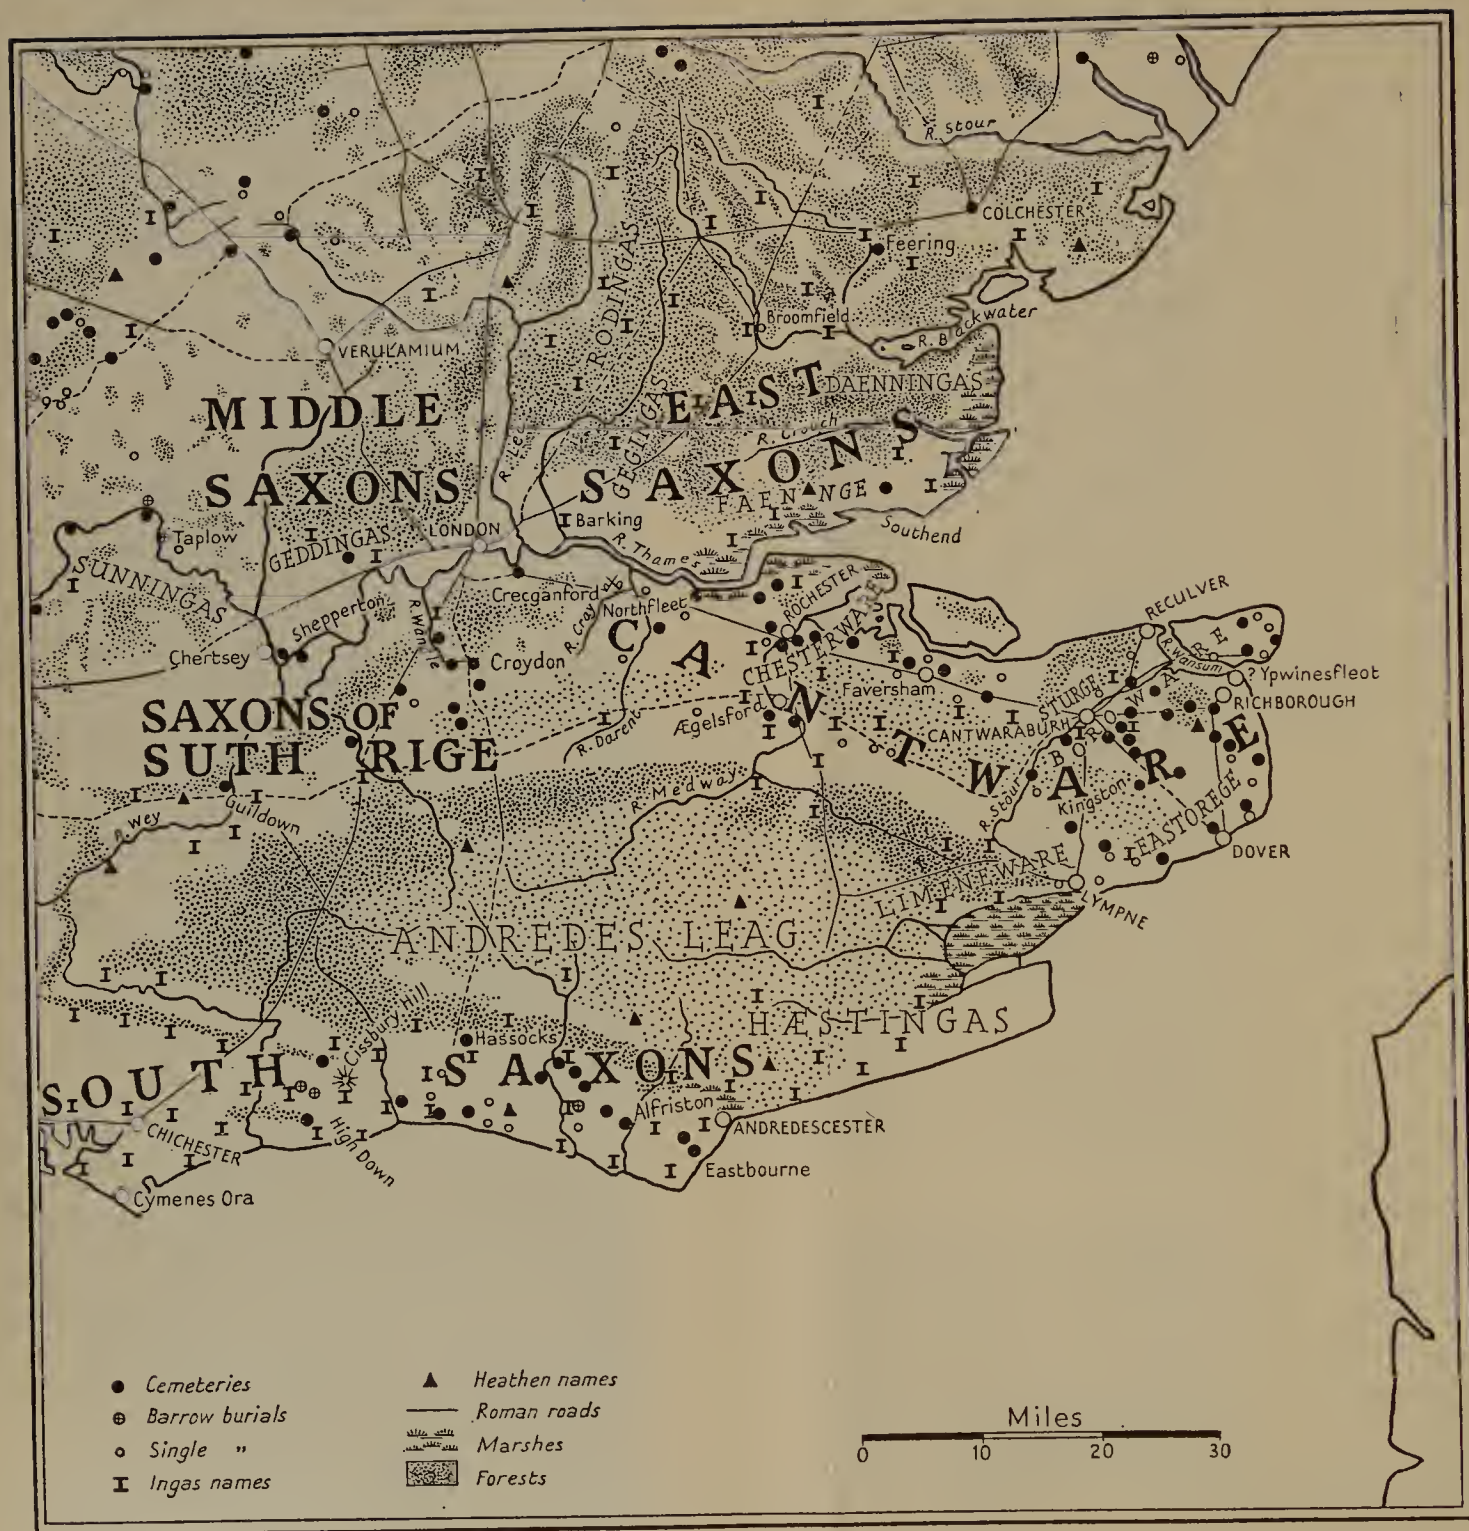 R. Stour
COLCHESTER
Feering
RODINGAS
Broomfield
R. Blackwater
VERULAMIUM
MIDDLE
SAXONS
EAST
SAXONS
DAENNINGAS
GEGINGAS
R. Crouch
R. Lea
FAENINGE
Southend
Taplow
GEDDINGAS
LONDON
Barking
R. Thames
SUNNINGAS
Shepperton
R. Wandle
Crecganford
Northfleet
R. Cray
ROCHESTER
CHESTERWARE
RECULVER
R. Wansum
? Ypwinesfleot
RICHBOROUGH
Chertsey
Croydon
CANTWARE
Faversham
STURGE
BOROWARE
CANTWARABURH
Ægelsford
R. Darent
SAXONS OF
SUTH RIGE
R. Medway
R. Stour
Kingston
EASTOREGE
DOVER
R. Wey
Guildown
LIMENEWARE
LYMPNE
ANDREDES LEAG
HÆSTINGAS
Cissbury Hill
Hassocks
SOUTH SAXONS
Alfriston
ANDREDESCESTER
CHICHESTER
High Down
Eastbourne
Cymenes Ora
Cemeteries
Barrow burials
Single "
I Ingas names
Heathen names
Roman roads
Marshes
Forests
Miles
0 10 20 30